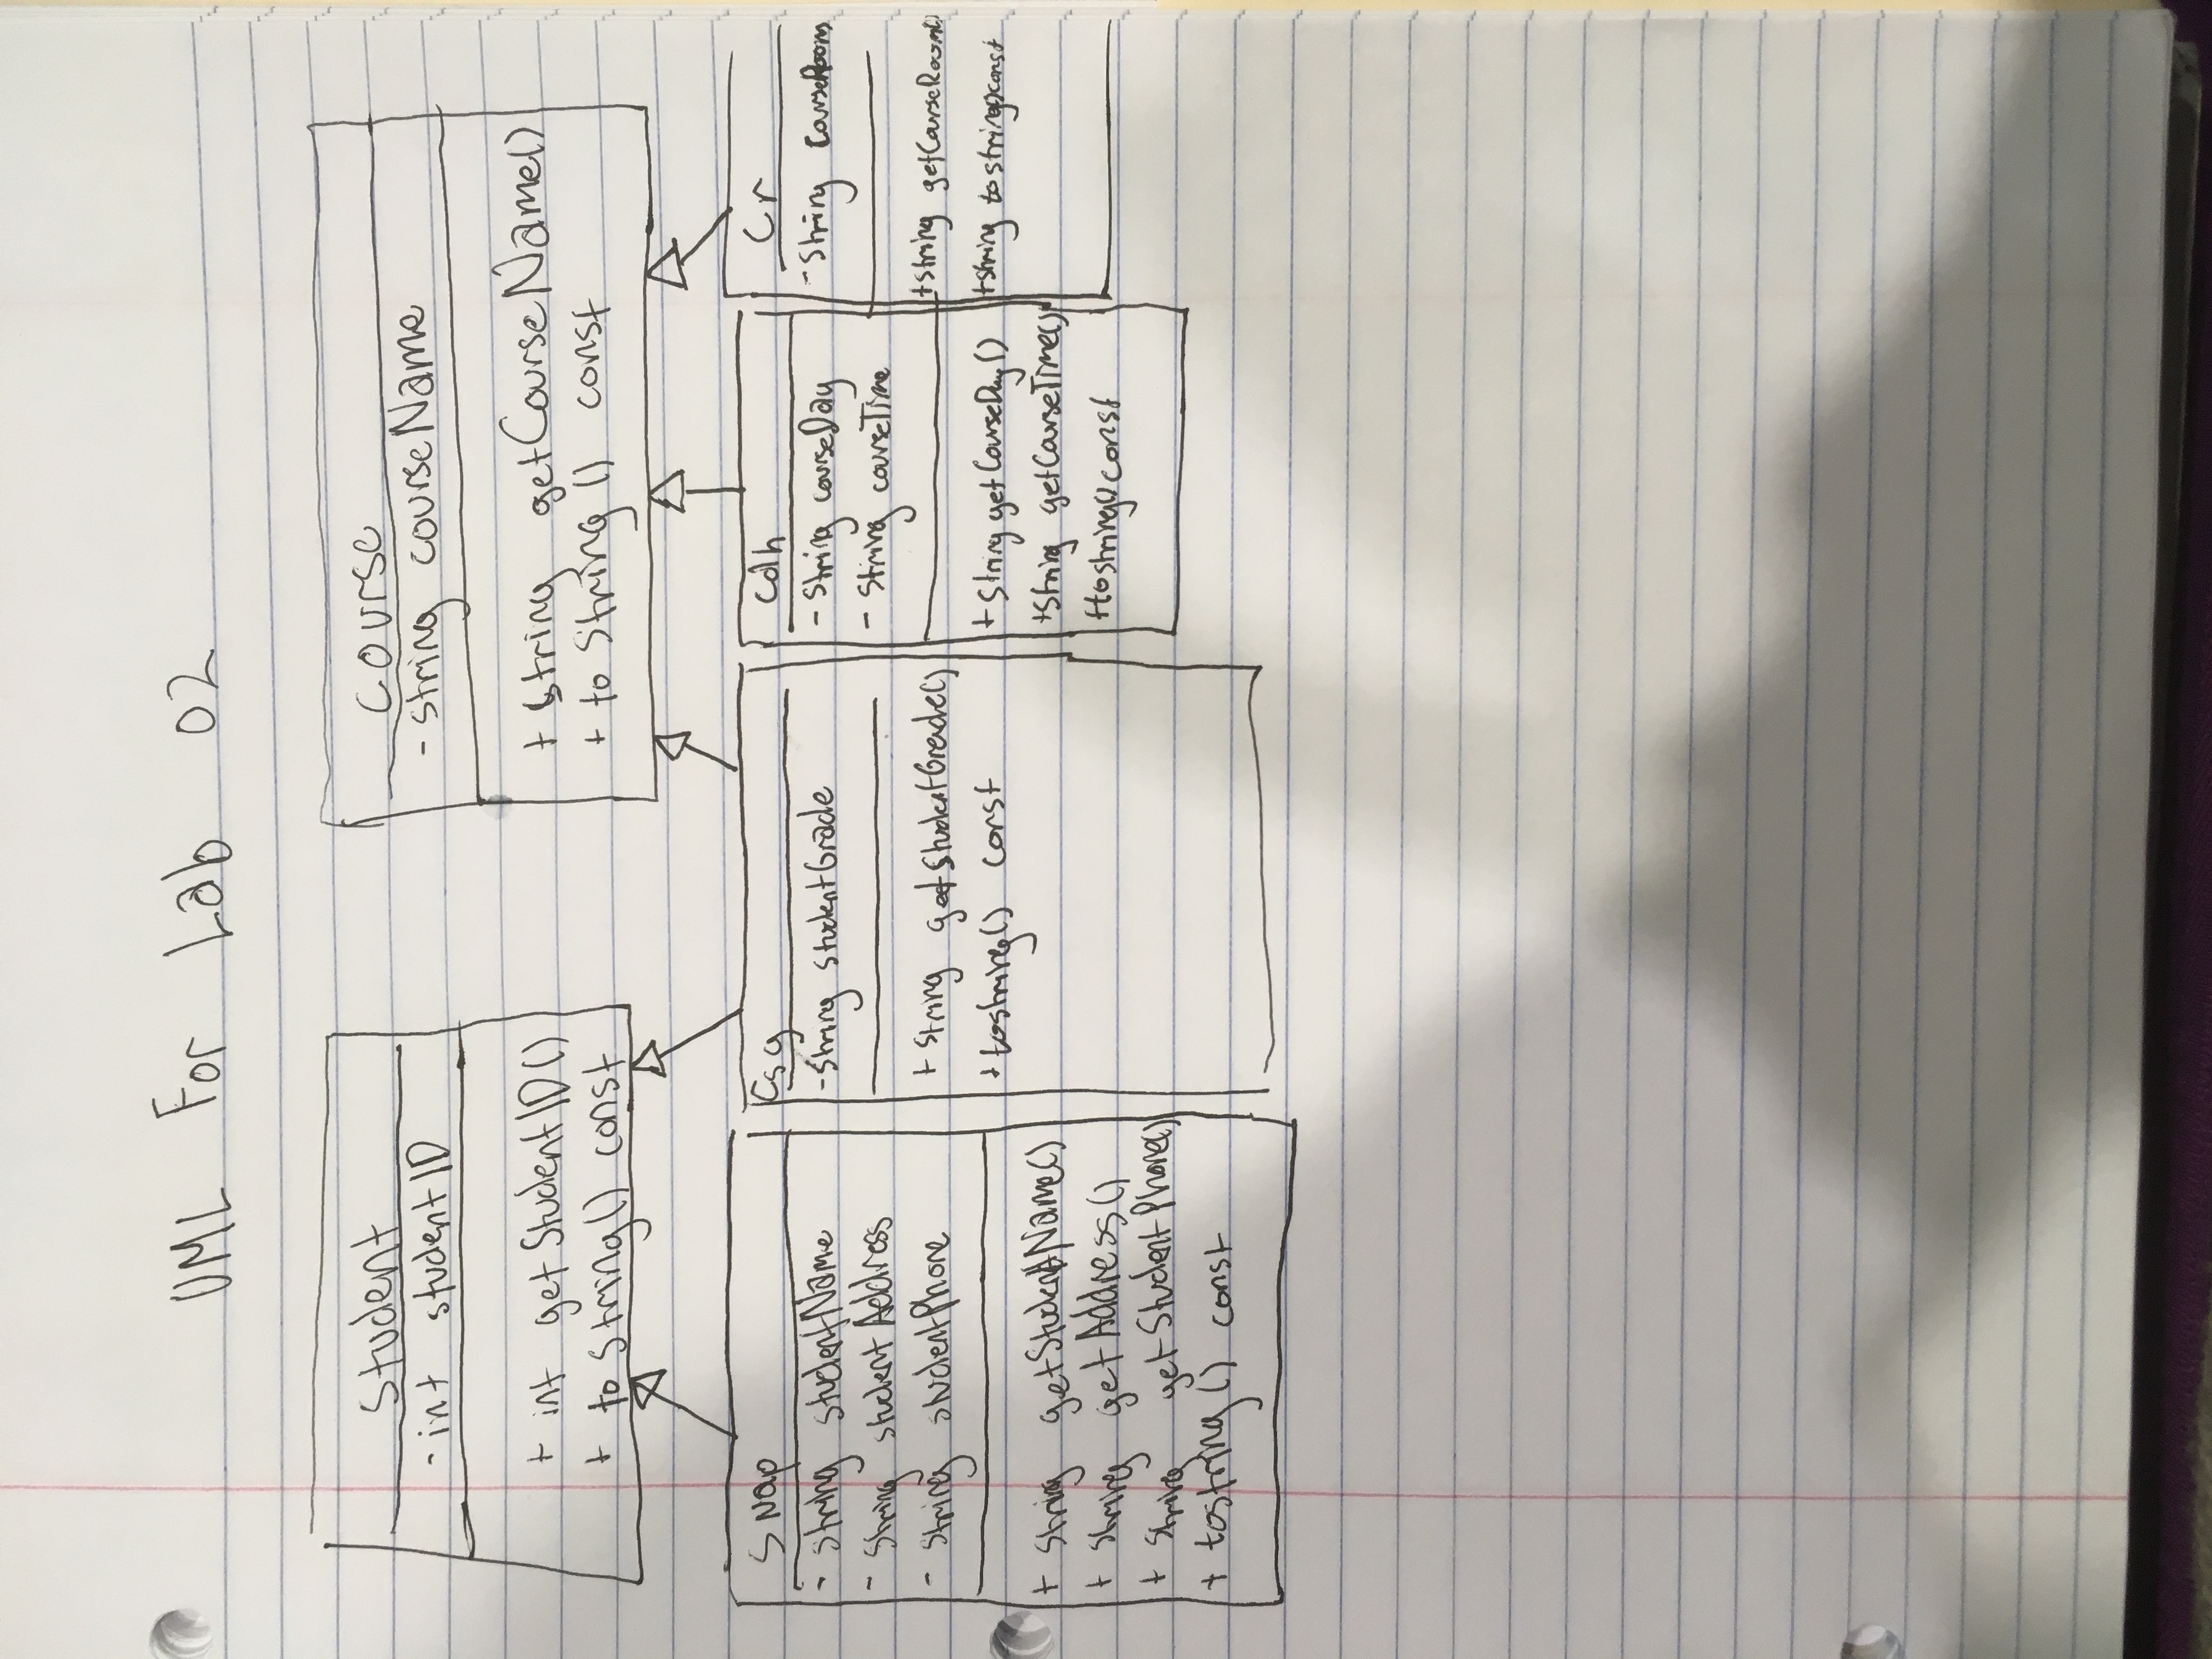 UML For Lab 02
Student
- int studentID
+ int getStudentID()
+ toString() const
Course
- string courseName
+ string getCourseName()
+ toString() const
Snap
- String studentName
- String studentAddress
- String studentPhone
+ String getStudentName()
+ String getAddress()
+ String getStudentPhone()
+ tostring() const
Csg
- String studentGrade
+ String getStudentGrade()
+ tostring() const
Cdh
- String courseDay
- String courseTime
+ String getCourseDay()
+ String getCourseTime()
+ tostring() const
Cr
- String CourseRoom
+ string getCourseRoom()
+ string tostring() const